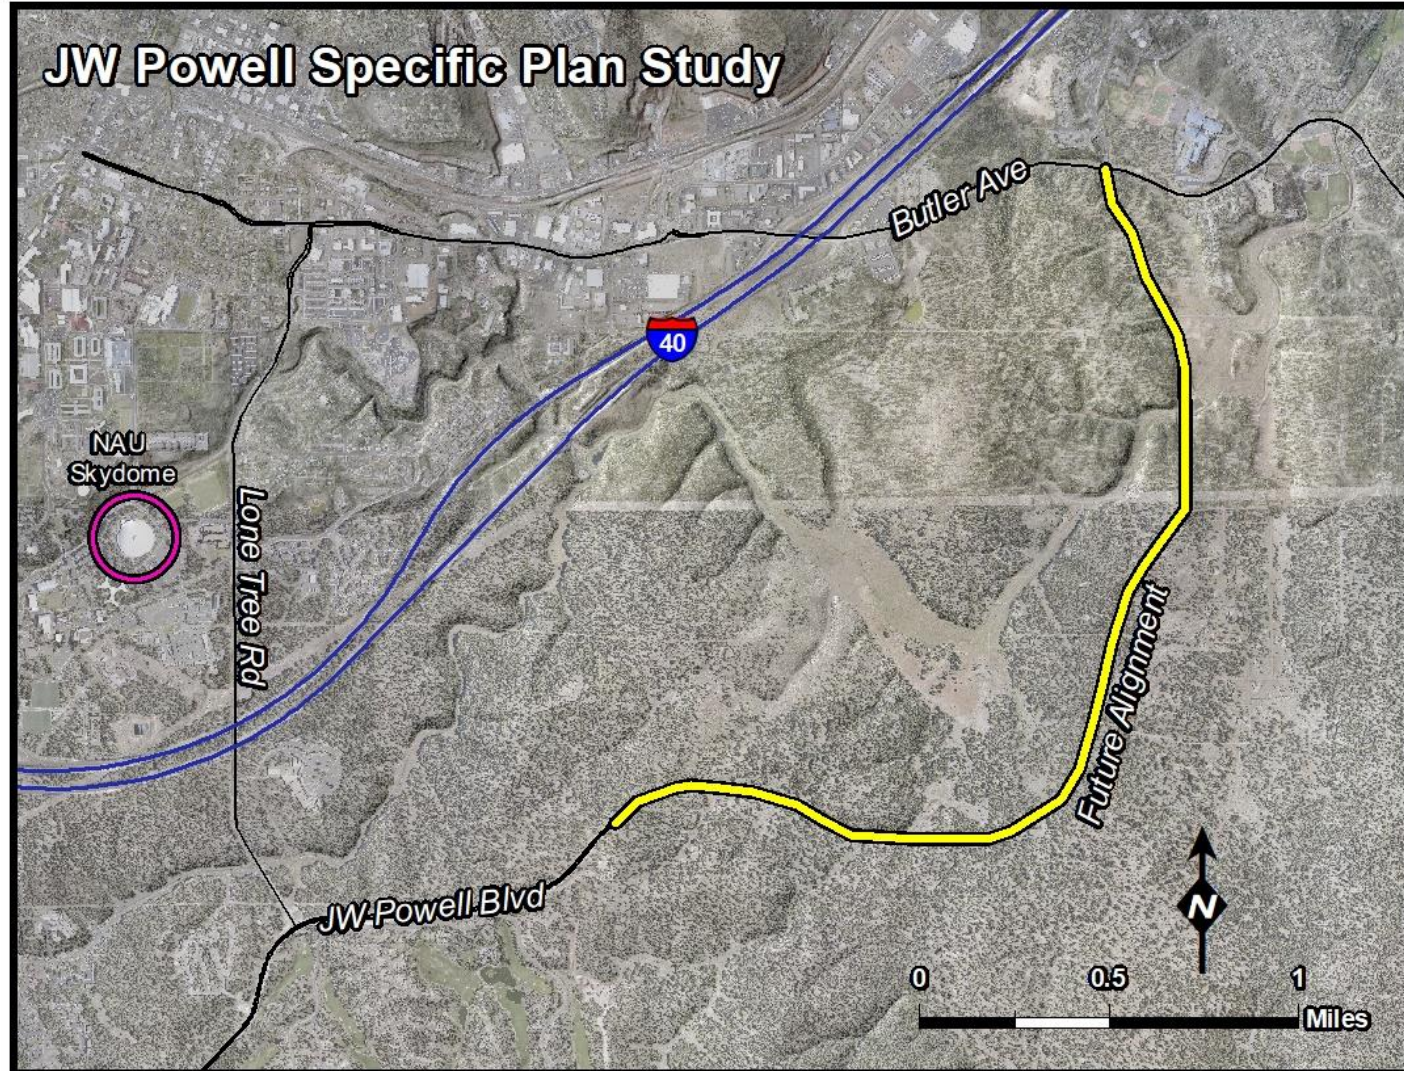 JW Powell Specific Plan Study
Butler Ave
40
NAU
Skydome
Lone Tree Rd
Future Alignment
JW Powell Blvd
N
0 0.5 1
Miles